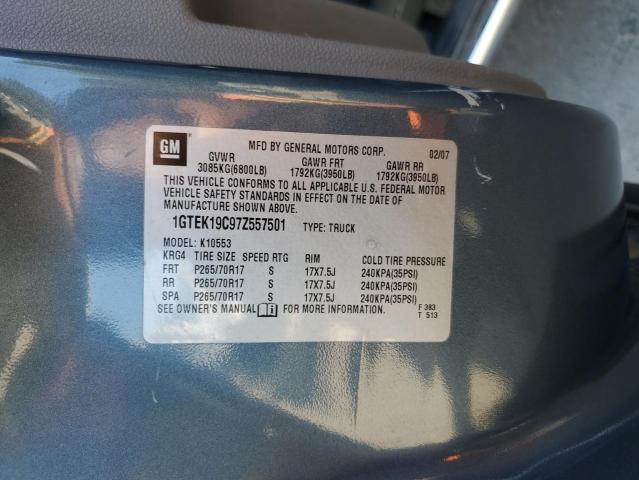 GM
MFD BY GENERAL MOTORS CORP. 02/07
GVWR GAWR FRT GAWR RR
3085KG(6800LB) 1792KG(3950LB) 1792KG(3950LB)
THIS VEHICLE CONFORMS TO ALL APPLICABLE U.S. FEDERAL MOTOR
VEHICLE SAFETY STANDARDS IN EFFECT ON THE DATE OF
MANUFACTURE SHOWN ABOVE.
1GTEK19C97Z557501 TYPE: TRUCK
MODEL: K10553
KRG4 TIRE SIZE SPEED RTG RIM COLD TIRE PRESSURE
FRT P265/70R17 S 17X7.5J 240KPA(35PSI)
RR P265/70R17 S 17X7.5J 240KPA(35PSI)
SPA P265/70R17 S 17X7.5J 240KPA(35PSI)
SEE OWNER'S MANUAL i FOR MORE INFORMATION. F 383
T 513